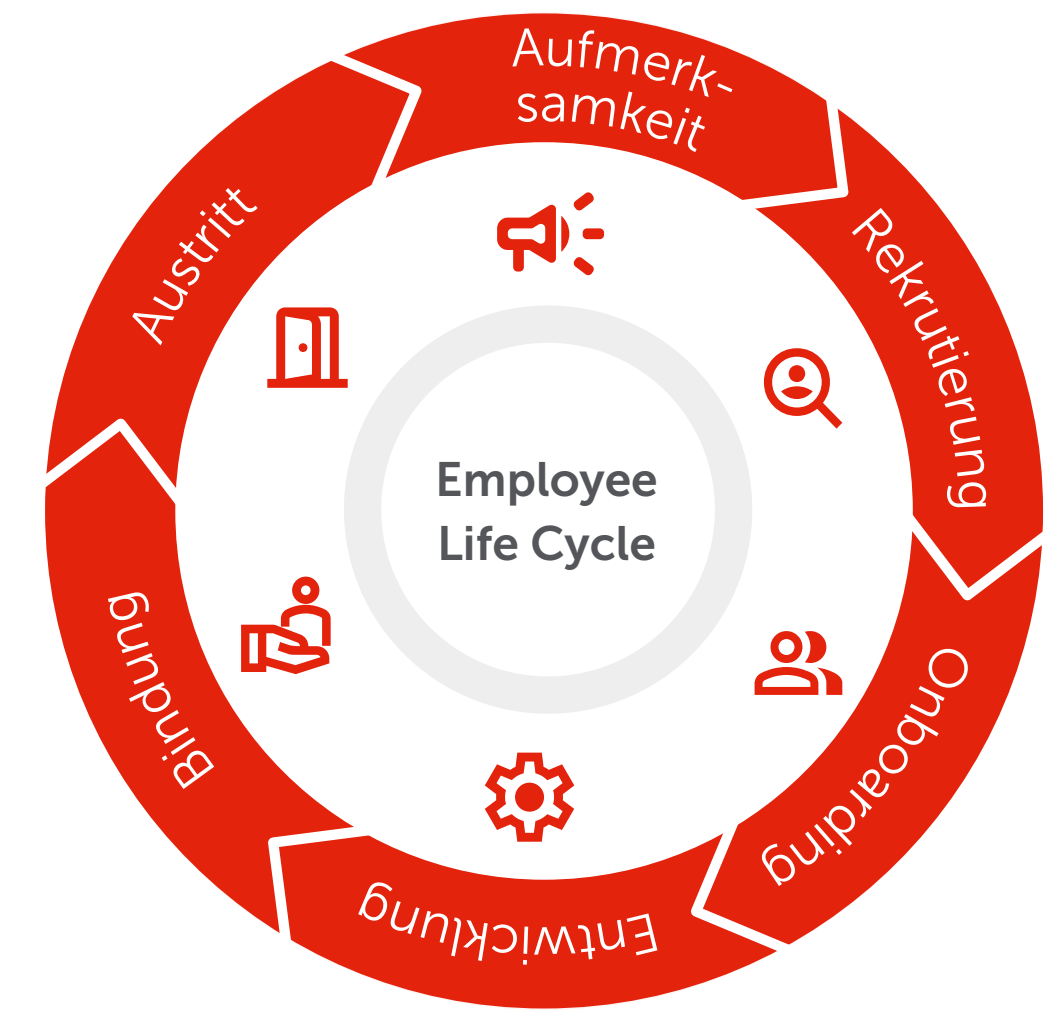 Aufmerk-
samkeit
Rekrutierung
Onboarding
Entwicklung
Bindung
Austritt
Employee
Life Cycle